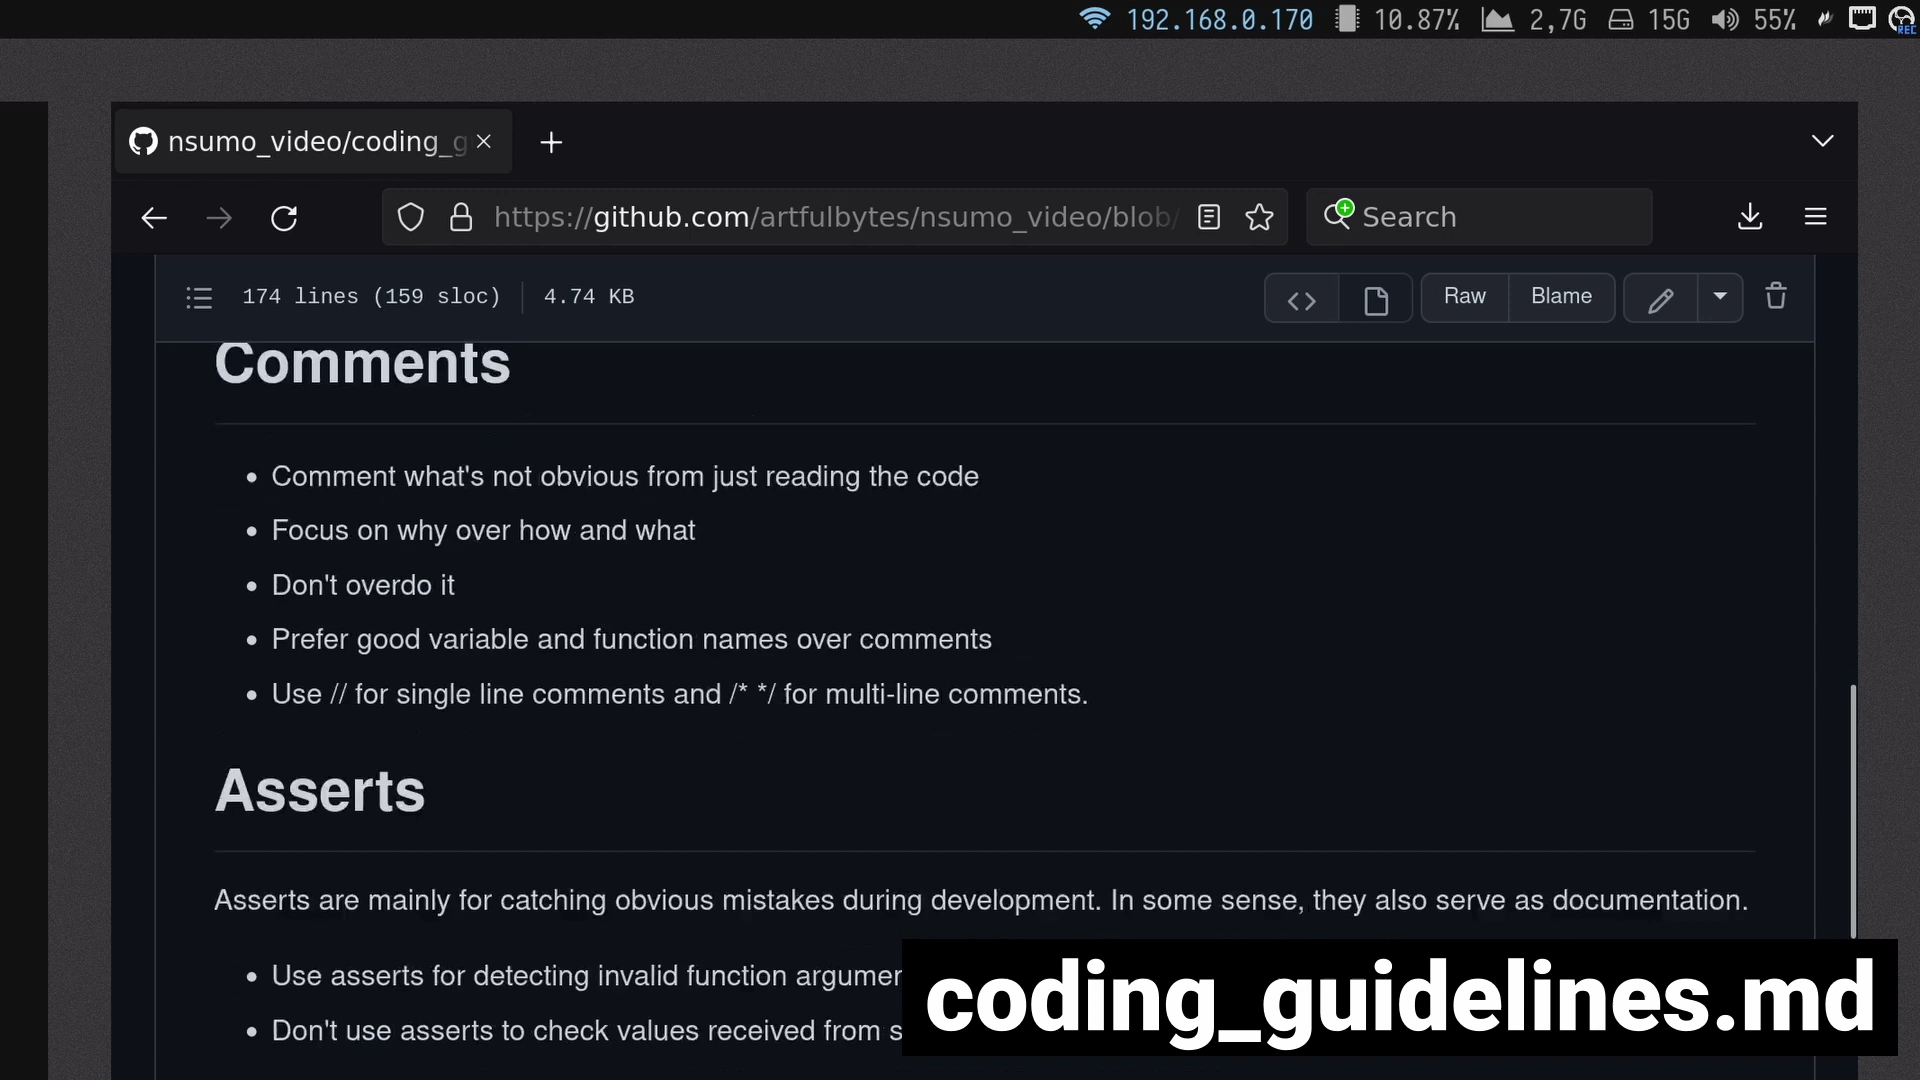 192.168.0.170 10.87% 2,7G 15G 55%
REC
nsumo_video/coding_g
https://github.com/artfulbytes/nsumo_video/blob/
Search
174 lines (159 sloc) 4.74 KB
Raw Blame
Comments
• Comment what's not obvious from just reading the code
• Focus on why over how and what
• Don't overdo it
• Prefer good variable and function names over comments
• Use // for single line comments and /* */ for multi-line comments.
Asserts
Asserts are mainly for catching obvious mistakes during development. In some sense, they also serve as documentation.
• Use asserts for detecting invalid function
• Don't use asserts to check values received from
coding_guidelines.md